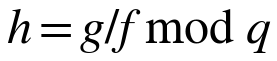 h = g/f mod q